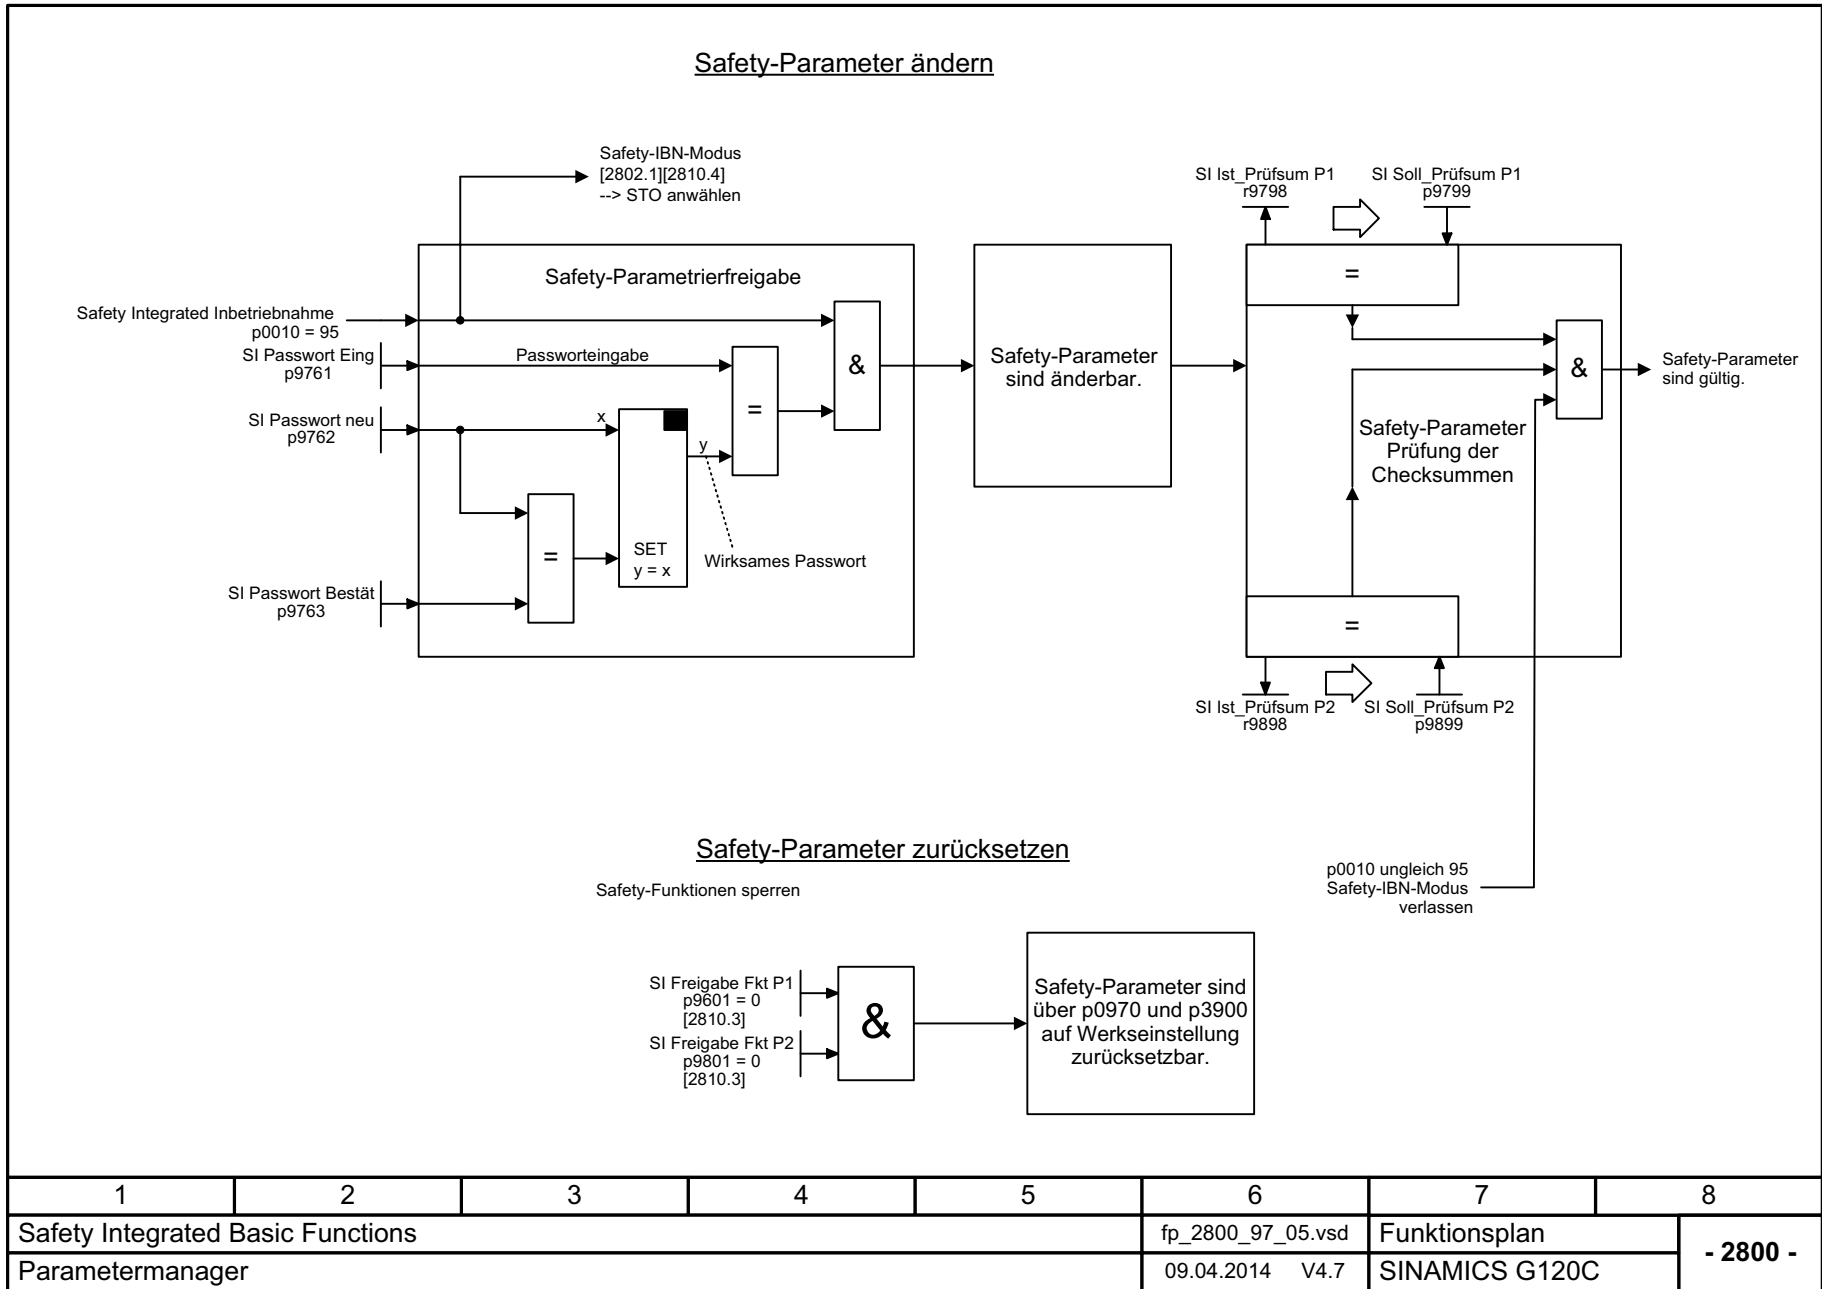 Safety-Parameter ändern
Safety-IBN-Modus
[2802.1][2810.4]
--> STO anwählen
SI Ist_Prüfsum P1
r9798
SI Soll_Prüfsum P1
p9799
Safety-Parametrierfreigabe
=
Safety Integrated Inbetriebnahme
p0010 = 95
SI Passwort Eing
p9761
Passworteingabe
&
Safety-Parameter
sind änderbar.
&
Safety-Parameter
sind gültig.
SI Passwort neu
p9762
x
y
=
Safety-Parameter
Prüfung der
Checksummen
=
SET
y = x
Wirksames Passwort
SI Passwort Bestät
p9763
=
SI Ist_Prüfsum P2
r9898
SI Soll_Prüfsum P2
p9899
Safety-Parameter zurücksetzen
Safety-Funktionen sperren
p0010 ungleich 95
Safety-IBN-Modus
verlassen
SI Freigabe Fkt P1
p9601 = 0
[2810.3]
SI Freigabe Fkt P2
p9801 = 0
[2810.3]
&
Safety-Parameter sind
über p0970 und p3900
auf Werkseinstellung
zurücksetzbar.
1 2 3 4 5 6 7 8
Safety Integrated Basic Functions
fp_2800_97_05.vsd
Funktionsplan
- 2800 -
Parametermanager
09.04.2014 V4.7
SINAMICS G120C